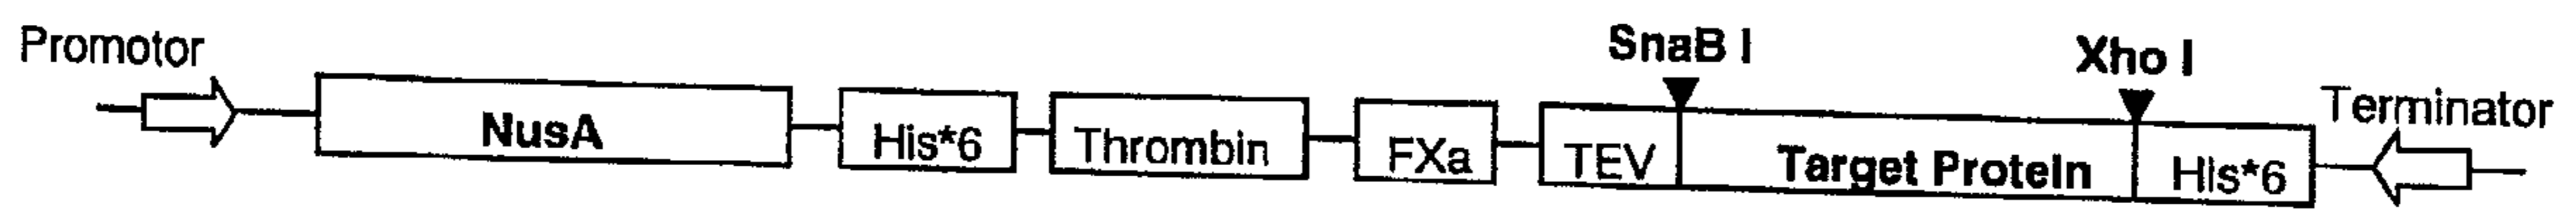 Promotor
SnaB I
Xho I
Terminator
NusA
His*6
Thrombin
FXa
TEV
Target Protein
His*6